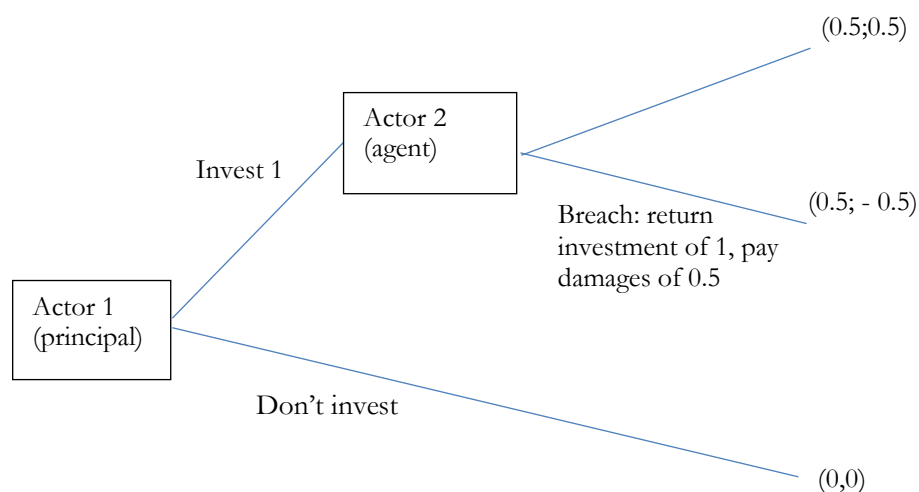 (0.5;0.5)
Actor 2
(agent)
Invest 1
(0.5; - 0.5)
Breach: return
investment of 1, pay
damages of 0.5
Actor 1
(principal)
Don't invest
(0,0)